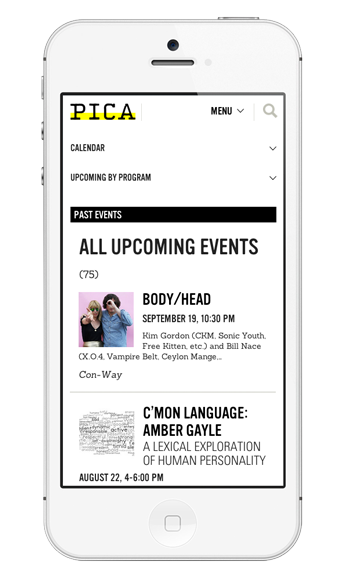 PICA
MENU
CALENDAR
UPCOMING BY PROGRAM
PAST EVENTS
ALL UPCOMING EVENTS
(75)
BODY/HEAD
SEPTEMBER 19, 10:30 PM
Kim Gordon (CKM, Sonic Youth,
Free Kitten, etc.) and Bill Nace
(X.O.4, Vampire Belt, Ceylon Mange...
Con-Way
C'MON LANGUAGE:
AMBER GAYLE
A LEXICAL EXPLORATION
OF HUMAN PERSONALITY
active
AUGUST 22, 4-6:00 PM